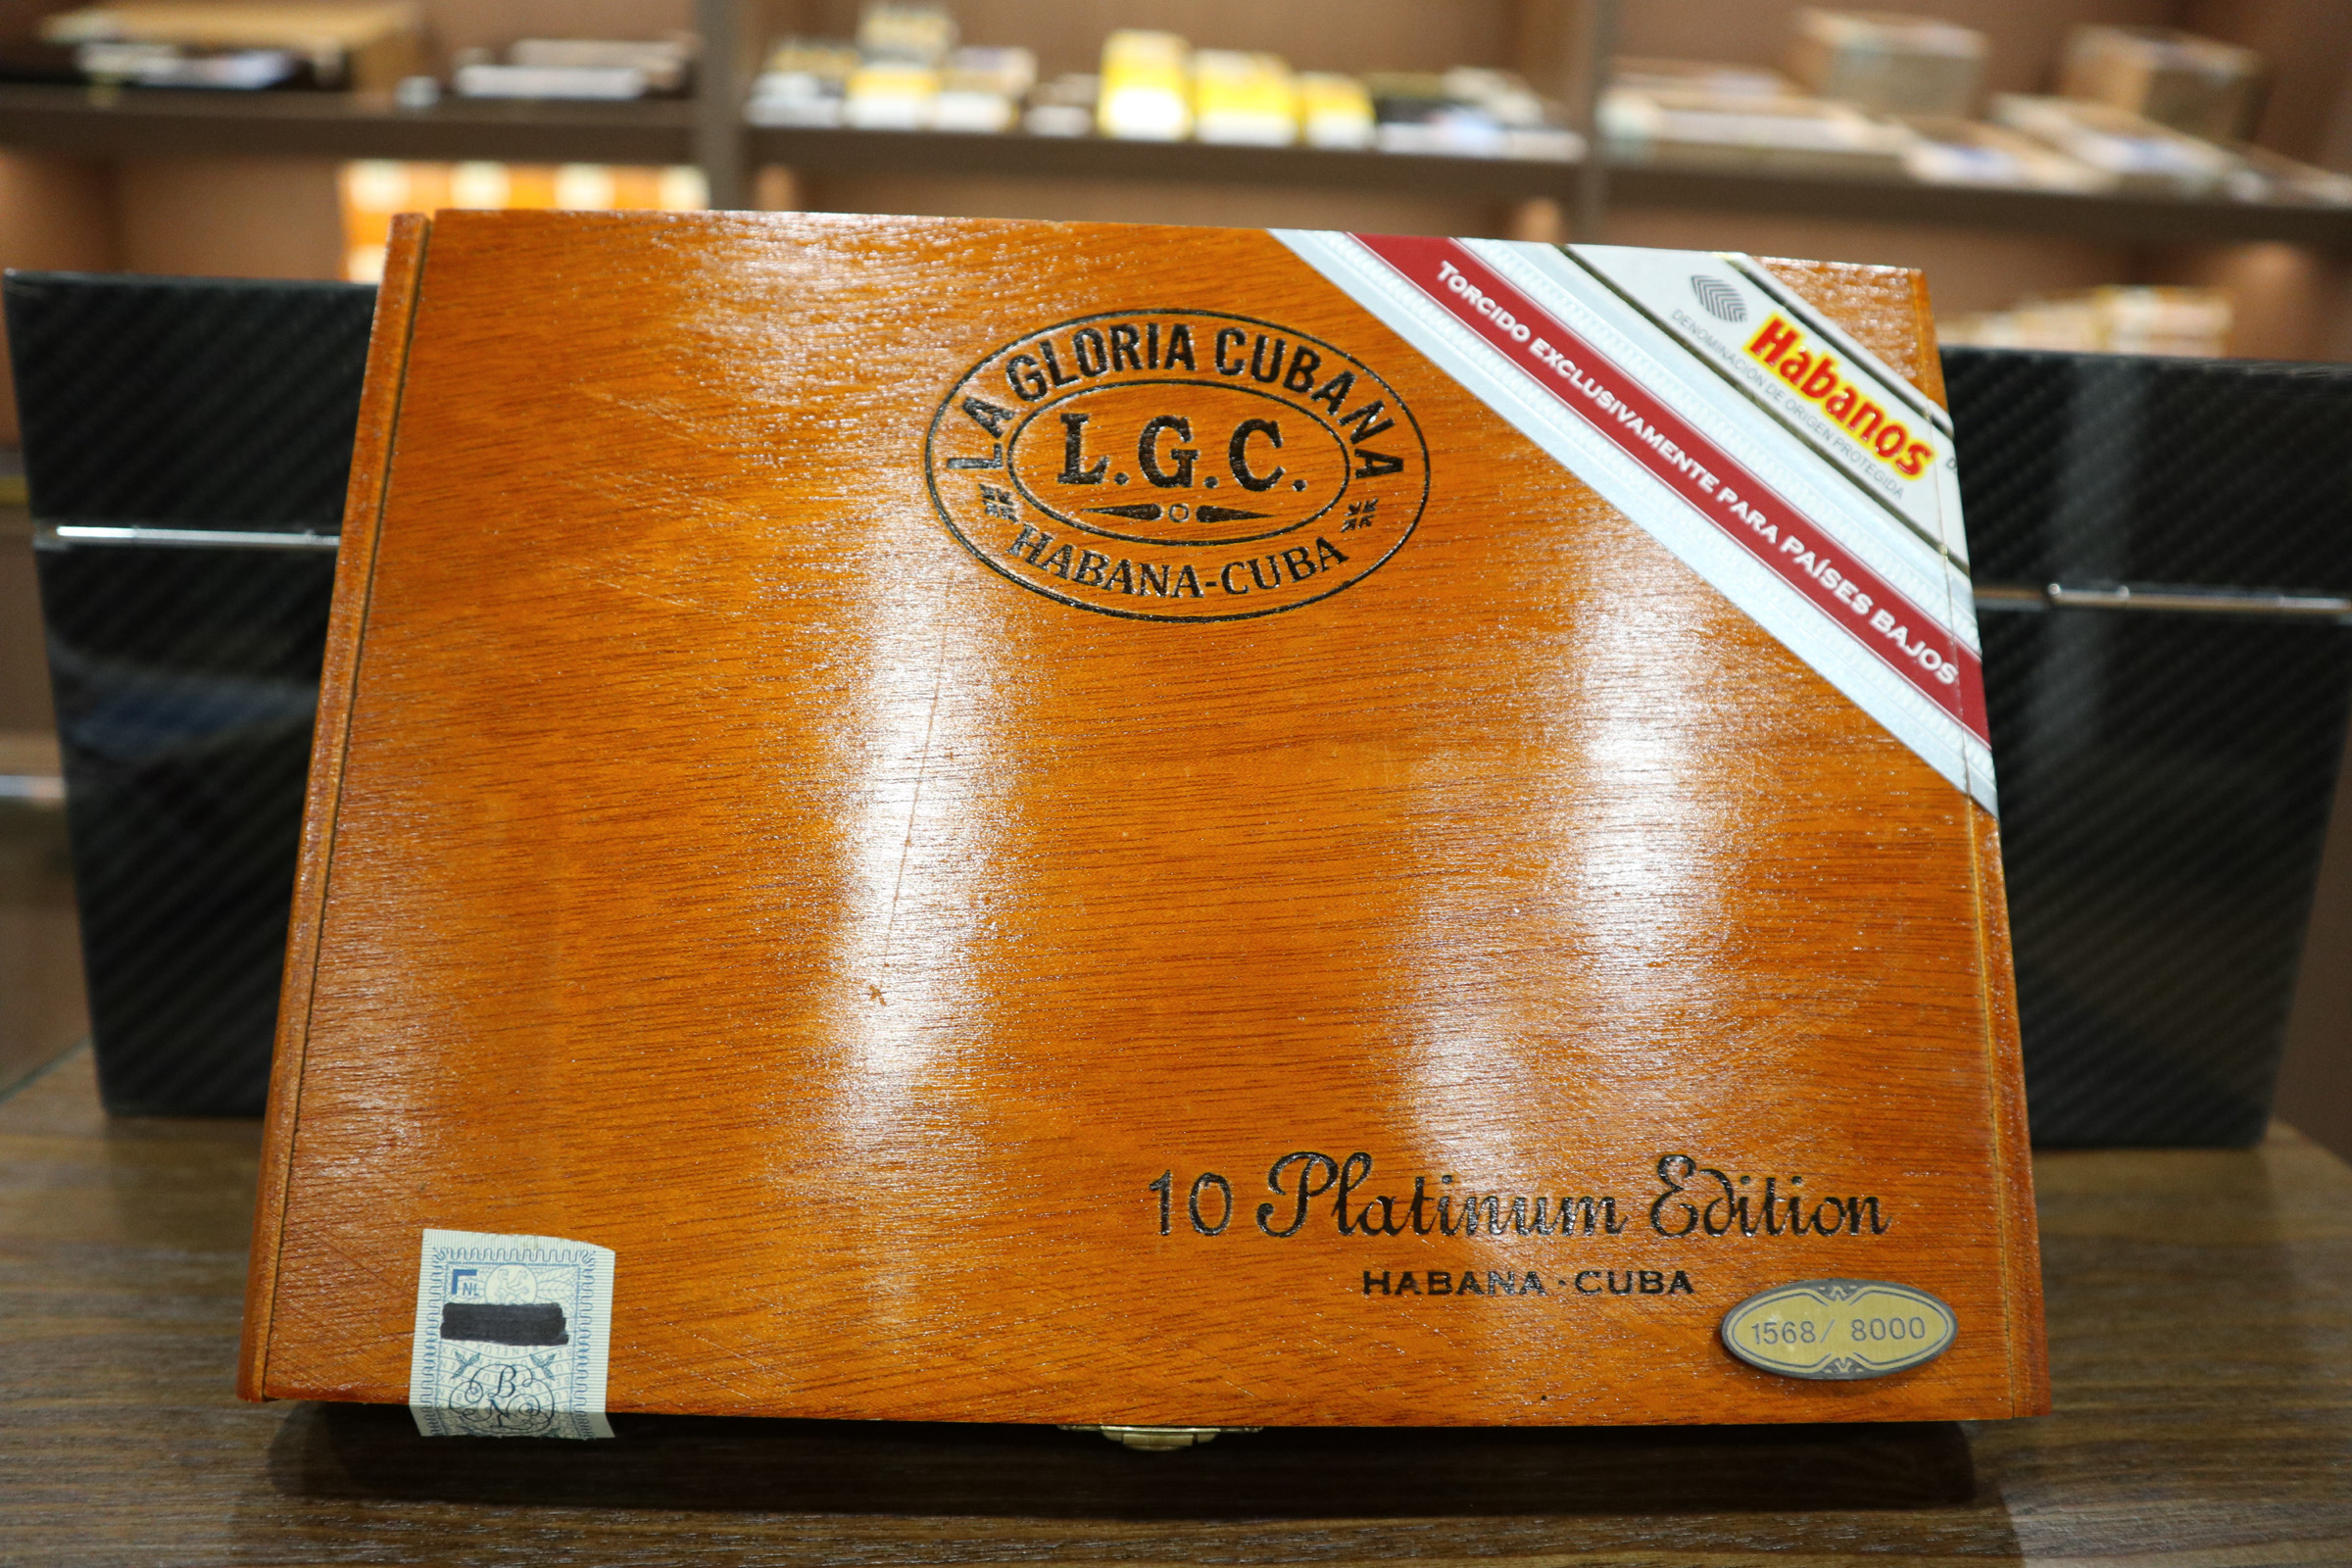 LA GLORIA CUBANA
L.G.C.
HABANA-CUBA
TORCIDO EXCLUSIVAMENTE PARA PAÍSES BAJOS
Habanos
DENOMINACIÓN DE ORIGEN PROTEGIDA
10 Platinum Edition
HABANA · CUBA
1568/ 8000
NL